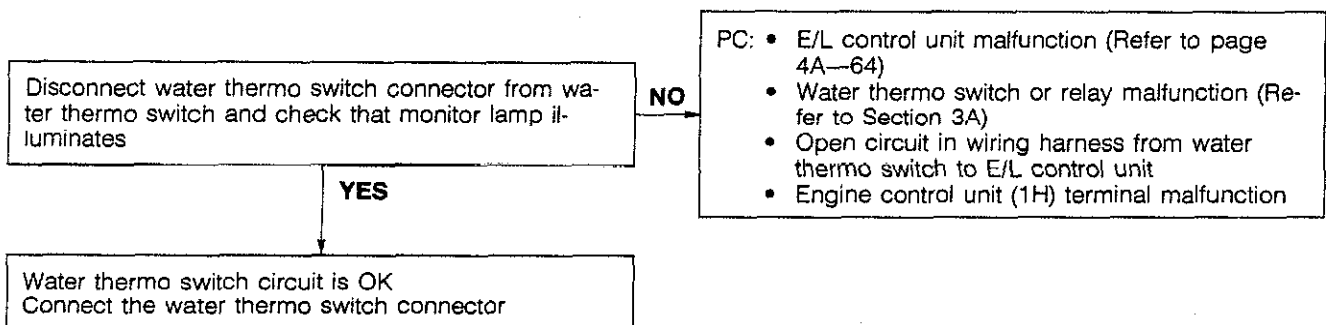 Disconnect water thermo switch connector from wa-
ter thermo switch and check that monitor lamp il-
luminates
NO
PC: • E/L control unit malfunction (Refer to page
4A—64)
• Water thermo switch or relay malfunction (Re-
fer to Section 3A)
• Open circuit in wiring harness from water
thermo switch to E/L control unit
• Engine control unit (1H) terminal malfunction
YES
Water thermo switch circuit is OK
Connect the water thermo switch connector